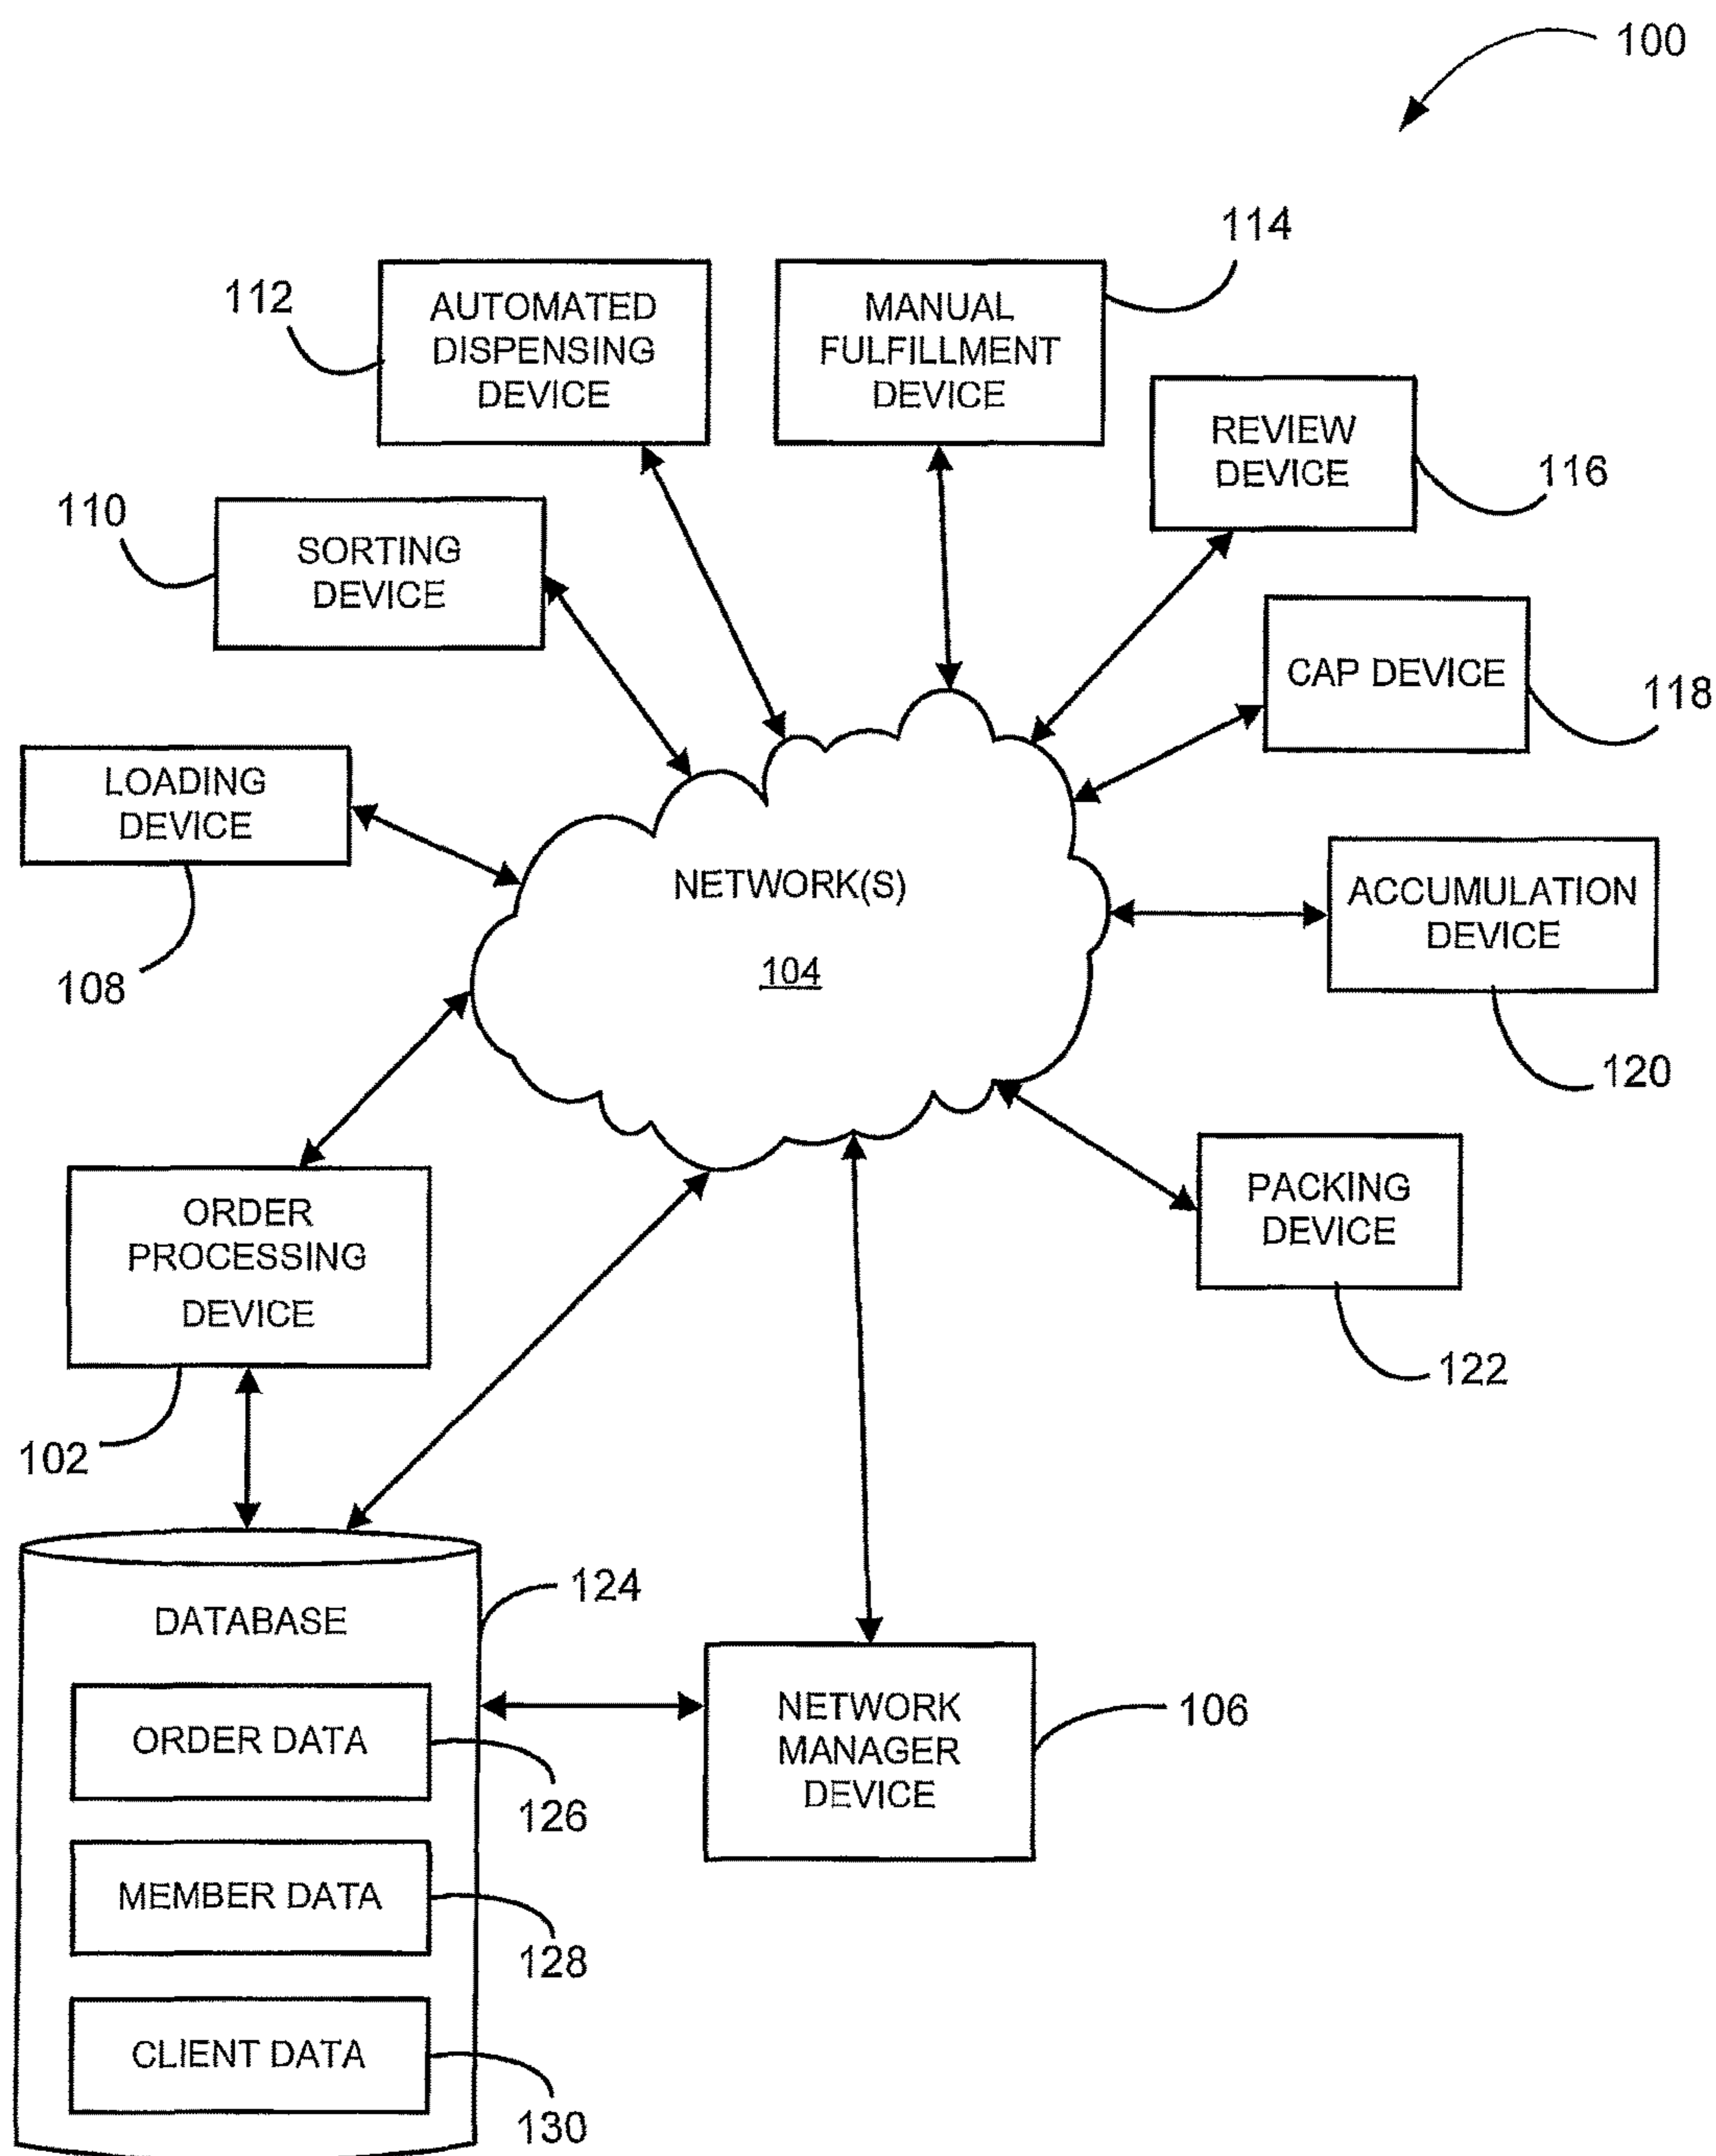 100
114
112
AUTOMATED
DISPENSING
DEVICE
MANUAL
FULFILLMENT
DEVICE
REVIEW
DEVICE
116
110
SORTING
DEVICE
CAP DEVICE
118
LOADING
DEVICE
108
NETWORK(S)
104
ACCUMULATION
DEVICE
120
ORDER
PROCESSING
DEVICE
102
PACKING
DEVICE
122
124
DATABASE
ORDER DATA
126
MEMBER DATA
128
CLIENT DATA
130
NETWORK
MANAGER
DEVICE
106